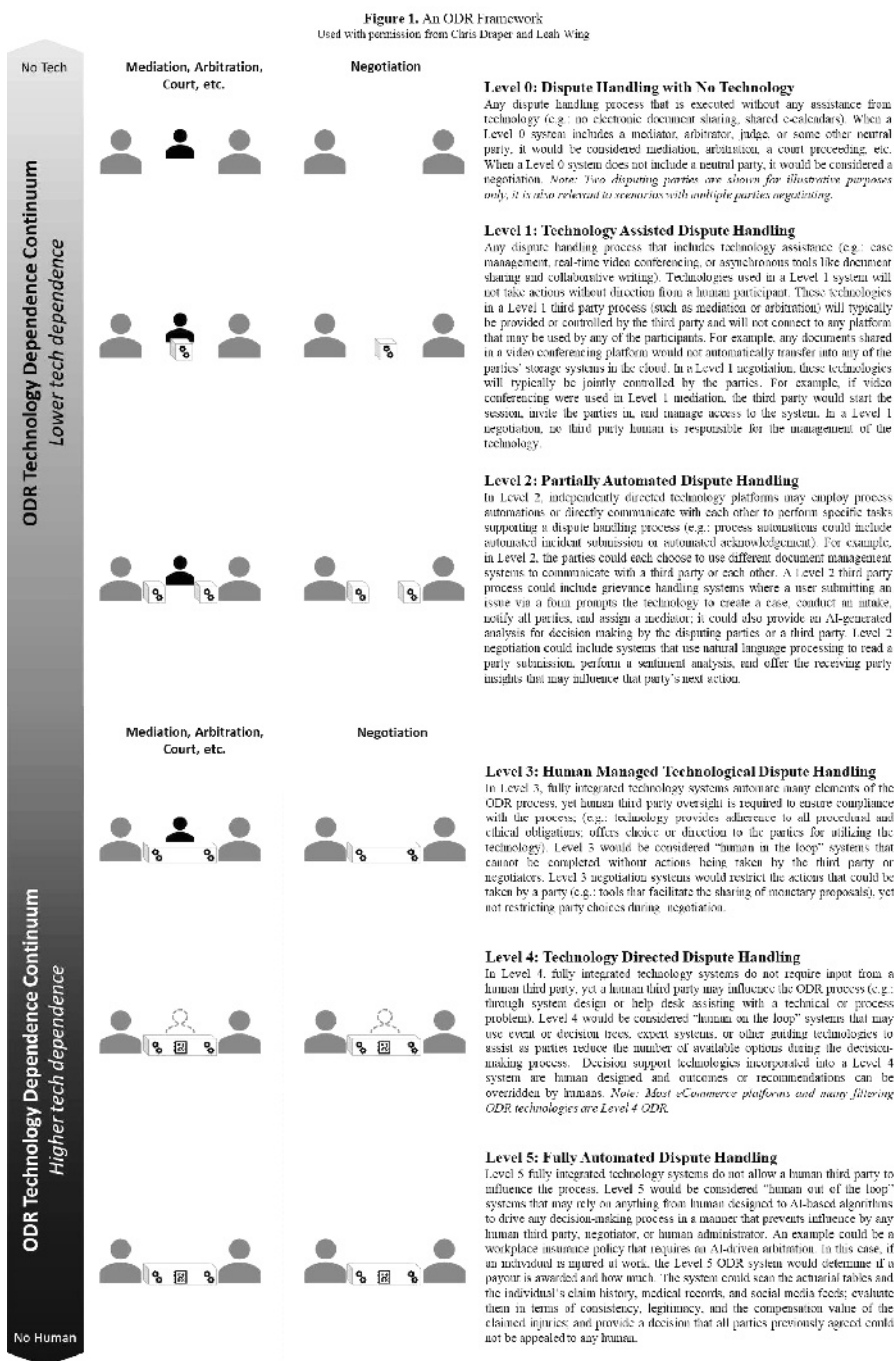 Figure 1. An ODR Framework
Used with permission from Chris Draper and Leah Wing
No Tech
ODR Technology Dependence Continuum
Lower tech dependence
Mediation, Arbitration,
Court, etc.
Negotiation
Level 0: Dispute Handling with No Technology
Any dispute handling process that is executed without any assistance from
technology (e.g.: no electronic document sharing, shared e-calendars). When a
Level 0 system includes a mediator, arbitrator, judge, or some other neutral
party, it would be considered mediation, arbitration, a court proceeding, etc.
When a Level 0 system does not include a neutral party, it would be considered a
negotiation. Note: Two disputing parties are shown for illustrative purposes
only, it is also relevant to scenarios with multiple parties negotiating.
Level 1: Technology Assisted Dispute Handling
Any dispute handling process that includes technology assistance (e.g.: case
management, real-time video conferencing, or asynchronous tools like document
sharing and collaborative writing). Technologies used in a Level 1 system will
not take actions without direction from a human participant. These technologies
in a Level 1 third party process (such as mediation or arbitration) will typically
be provided or controlled by the third party and will not connect to any platform
that may be used by any of the participants. For example, any documents shared
in a video conferencing platform would not automatically transfer into any of the
parties' storage systems in the cloud. In a Level 1 negotiation, these technologies
will typically be jointly controlled by the parties. For example, if video
conferencing were used in Level 1 mediation, the third party would start the
session, invite the parties in, and manage access to the system. In a Level 1
negotiation, no third party human is responsible for the management of the
technology.
Level 2: Partially Automated Dispute Handling
In Level 2, independently directed technology platforms may employ process
automations or directly communicate with each other to perform specific tasks
supporting a dispute handling process (e.g.: process automations could include
automated incident submission or automated acknowledgement). For example,
in Level 2, the parties could each choose to use different document management
systems to communicate with a third party or each other. A Level 2 third party
process could include grievance handling systems where a user submitting an
issue via a form prompts the technology to create a case, conduct an intake,
notify all parties, and assign a mediator; it could also provide an AI-generated
analysis for decision making by the disputing parties or a third party. Level 2
negotiation could include systems that use natural language processing to read a
party submission, perform a sentiment analysis, and offer the receiving party
insights that may influence that party's next action.
Mediation, Arbitration,
Court, etc.
Negotiation
ODR Technology Dependence Continuum
Higher tech dependence
Level 3: Human Managed Technological Dispute Handling
In Level 3, fully integrated technology systems automate many elements of the
ODR process, yet human third party oversight is required to ensure compliance
with the process; (e.g.: technology provides adherence to all procedural and
ethical obligations; offers choice or direction to the parties for utilizing the
technology). Level 3 would be considered "human in the loop" systems that
cannot be completed without actions being taken by the third party or
negotiators. Level 3 negotiation systems would restrict the actions that could be
taken by a party (e.g.: tools that facilitate the sharing of monetary proposals), yet
not restricting party choices during negotiation.
Level 4: Technology Directed Dispute Handling
In Level 4, fully integrated technology systems do not require input from a
human third party, yet a human third party may influence the ODR process (e.g.:
through system design or help desk assisting with a technical or process
problem). Level 4 would be considered "human on the loop" systems that may
use event or decision trees, expert systems, or other guiding technologies to
assist as parties reduce the number of available options during the decision-
making process. Decision support technologies incorporated into a Level 4
system are human designed and outcomes or recommendations can be
overridden by humans. Note: Most eCommerce platforms and many filtering
ODR technologies are Level 4 ODR.
Level 5: Fully Automated Dispute Handling
Level 5 fully integrated technology systems do not allow a human third party to
influence the process. Level 5 would be considered "human out of the loop"
systems that may rely on anything from human designed to AI-based algorithms
to drive any decision-making process in a manner that prevents influence by any
human third party, negotiator, or human administrator. An example could be a
workplace insurance policy that requires an AI-driven arbitration. In this case, if
an individual is injured at work, the Level 5 ODR system would determine if a
payout is awarded and how much. The system could scan the actuarial tables and
the individual's claim history, medical records, and social media feeds; evaluate
them in terms of consistency, legitimacy, and the compensation value of the
claimed injuries; and provide a decision that all parties previously agreed could
not be appealed to any human.
No Human